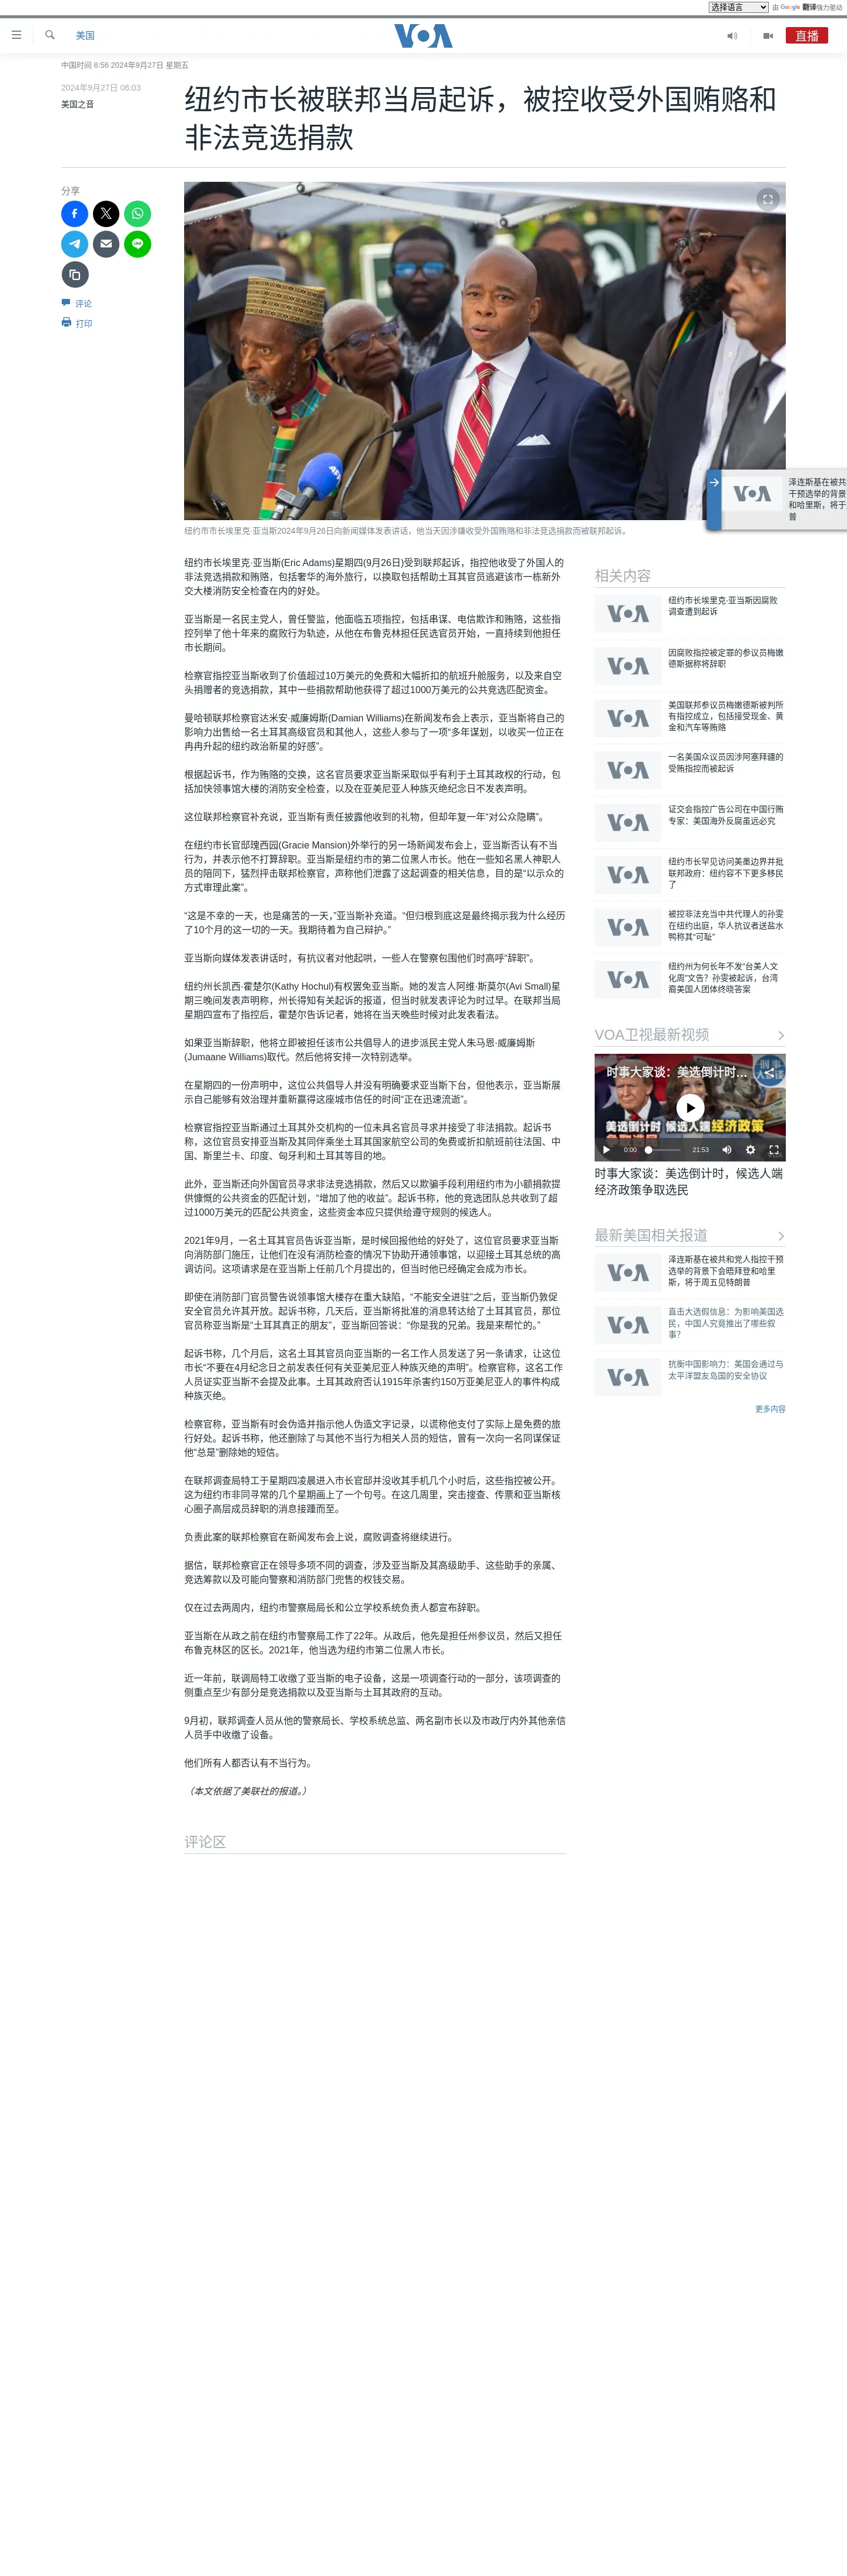 选择语言
由 Google 翻译强力驱动
美国
VOA
直播
中国时间 8:56 2024年9月27日 星期五
2024年9月27日 06:03
美国之音
纽约市长被联邦当局起诉，被控收受外国贿赂和
非法竞选捐款
分享
评论
打印
纽约市市长埃里克·亚当斯2024年9月26日向新闻媒体发表讲话，他当天因涉嫌收受外国贿赂和非法竞选捐款而被联邦起诉。
泽连斯基在被共
干预选举的背景
和哈里斯，将于
普
纽约市长埃里克·亚当斯(Eric Adams)星期四(9月26日)受到联邦起诉，指控他收受了外国人的
非法竞选捐款和贿赂，包括奢华的海外旅行，以换取包括帮助土耳其官员逃避该市一栋新外
交大楼消防安全检查在内的好处。
亚当斯是一名民主党人，曾任警监，他面临五项指控，包括串谋、电信欺诈和贿赂，这些指
控列举了他十年来的腐败行为轨迹，从他在布鲁克林担任民选官员开始，一直持续到他担任
市长期间。
检察官指控亚当斯收到了价值超过10万美元的免费和大幅折扣的航班升舱服务，以及来自空
头捐赠者的竞选捐款，其中一些捐款帮助他获得了超过1000万美元的公共竞选匹配资金。
曼哈顿联邦检察官达米安·威廉姆斯(Damian Williams)在新闻发布会上表示，亚当斯将自己的
影响力出售给一名土耳其高级官员和其他人，这些人参与了一项“多年谋划，以收买一位正在
冉冉升起的纽约政治新星的好感”。
根据起诉书，作为贿赂的交换，这名官员要求亚当斯采取似乎有利于土耳其政权的行动，包
括加快领事馆大楼的消防安全检查，以及在亚美尼亚人种族灭绝纪念日不发表声明。
这位联邦检察官补充说，亚当斯有责任披露他收到的礼物，但却年复一年“对公众隐瞒”。
在纽约市长官邸瑰西园(Gracie Mansion)外举行的另一场新闻发布会上，亚当斯否认有不当
行为，并表示他不打算辞职。亚当斯是纽约市的第二位黑人市长。他在一些知名黑人神职人
员的陪同下，猛烈抨击联邦检察官，声称他们泄露了这起调查的相关信息，目的是“以示众的
方式审理此案”。
“这是不幸的一天，也是痛苦的一天，”亚当斯补充道。“但归根到底这是最终揭示我为什么经历
了10个月的这一切的一天。我期待着为自己辩护。”
亚当斯向媒体发表讲话时，有抗议者对他起哄，一些人在警察包围他们时高呼“辞职”。
纽约州长凯西·霍楚尔(Kathy Hochul)有权罢免亚当斯。她的发言人阿维·斯莫尔(Avi Small)星
期三晚间发表声明称，州长得知有关起诉的报道，但当时就发表评论为时过早。在联邦当局
星期四宣布了指控后，霍楚尔告诉记者，她将在当天晚些时候对此发表看法。
如果亚当斯辞职，他将立即被担任该市公共倡导人的进步派民主党人朱马恩·威廉姆斯
(Jumaane Williams)取代。然后他将安排一次特别选举。
在星期四的一份声明中，这位公共倡导人并没有明确要求亚当斯下台，但他表示，亚当斯展
示自己能够有效治理并重新赢得这座城市信任的时间“正在迅速流逝”。
检察官指控亚当斯通过土耳其外交机构的一位未具名官员寻求并接受了非法捐款。起诉书
称，这位官员安排亚当斯及其同伴乘坐土耳其国家航空公司的免费或折扣航班前往法国、中
国、斯里兰卡、印度、匈牙利和土耳其等目的地。
此外，亚当斯还向外国官员寻求非法竞选捐款，然后又以欺骗手段利用纽约市为小额捐款提
供慷慨的公共资金的匹配计划，“增加了他的收益”。起诉书称，他的竞选团队总共收到了超
过1000万美元的匹配公共资金，这些资金本应只提供给遵守规则的候选人。
2021年9月，一名土耳其官员告诉亚当斯，是时候回报他给的好处了，这位官员要求亚当斯
向消防部门施压，让他们在没有消防检查的情况下协助开通领事馆，以迎接土耳其总统的高
调访问。这项请求是在亚当斯上任前几个月提出的，但当时他已经确定会成为市长。
即使在消防部门官员警告说领事馆大楼存在重大缺陷，“不能安全进驻”之后，亚当斯仍敦促
安全官员允许其开放。起诉书称，几天后，亚当斯将批准的消息转达给了土耳其官员，那位
官员称亚当斯是“土耳其真正的朋友”，亚当斯回答说：“你是我的兄弟。我是来帮忙的。”
起诉书称，几个月后，这名土耳其官员向亚当斯的一名工作人员发送了另一条请求，让这位
市长“不要在4月纪念日之前发表任何有关亚美尼亚人种族灭绝的声明”。检察官称，这名工作
人员证实亚当斯不会提及此事。土耳其政府否认1915年杀害约150万亚美尼亚人的事件构成
种族灭绝。
检察官称，亚当斯有时会伪造并指示他人伪造文字记录，以谎称他支付了实际上是免费的旅
行好处。起诉书称，他还删除了与其他不当行为相关人员的短信，曾有一次向一名同谋保证
他“总是”删除她的短信。
在联邦调查局特工于星期四凌晨进入市长官邸并没收其手机几个小时后，这些指控被公开。
这为纽约市非同寻常的几个星期画上了一个句号。在这几周里，突击搜查、传票和亚当斯核
心圈子高层成员辞职的消息接踵而至。
负责此案的联邦检察官在新闻发布会上说，腐败调查将继续进行。
据信，联邦检察官正在领导多项不同的调查，涉及亚当斯及其高级助手、这些助手的亲属、
竞选筹款以及可能向警察和消防部门兜售的权钱交易。
仅在过去两周内，纽约市警察局局长和公立学校系统负责人都宣布辞职。
亚当斯在从政之前在纽约市警察局工作了22年。从政后，他先是担任州参议员，然后又担任
布鲁克林区的区长。2021年，他当选为纽约市第二位黑人市长。
近一年前，联调局特工收缴了亚当斯的电子设备，这是一项调查行动的一部分，该项调查的
侧重点至少有部分是竞选捐款以及亚当斯与土耳其政府的互动。
9月初，联邦调查人员从他的警察局长、学校系统总监、两名副市长以及市政厅内外其他亲信
人员手中收缴了设备。
他们所有人都否认有不当行为。
（本文依据了美联社的报道。）
评论区
相关内容
纽约市长埃里克·亚当斯因腐败
调查遭到起诉
因腐败指控被定罪的参议员梅嫩
德斯据称将辞职
美国联邦参议员梅嫩德斯被判所
有指控成立，包括接受现金、黄
金和汽车等贿赂
一名美国众议员因涉阿塞拜疆的
受贿指控而被起诉
证交会指控广告公司在中国行贿
专家：美国海外反腐虽远必究
纽约市长罕见访问美墨边界并批
联邦政府：纽约容不下更多移民
了
被控非法充当中共代理人的孙雯
在纽约出庭，华人抗议者送盐水
鸭称其“可耻”
纽约州为何长年不发“台美人文
化周”文告？孙雯被起诉，台湾
裔美国人团体终晓答案
VOA卫视最新视频
时事大家谈：美选倒计时…
美选倒计时 候选人端经济政策
0:00
21:53
时事大家谈：美选倒计时，候选人端
经济政策争取选民
最新美国相关报道
泽连斯基在被共和党人指控干预
选举的背景下会晤拜登和哈里
斯，将于周五见特朗普
直击大选假信息：为影响美国选
民，中国人究竟推出了哪些叙
事？
抗衡中国影响力：美国会通过与
太平洋盟友岛国的安全协议
更多内容